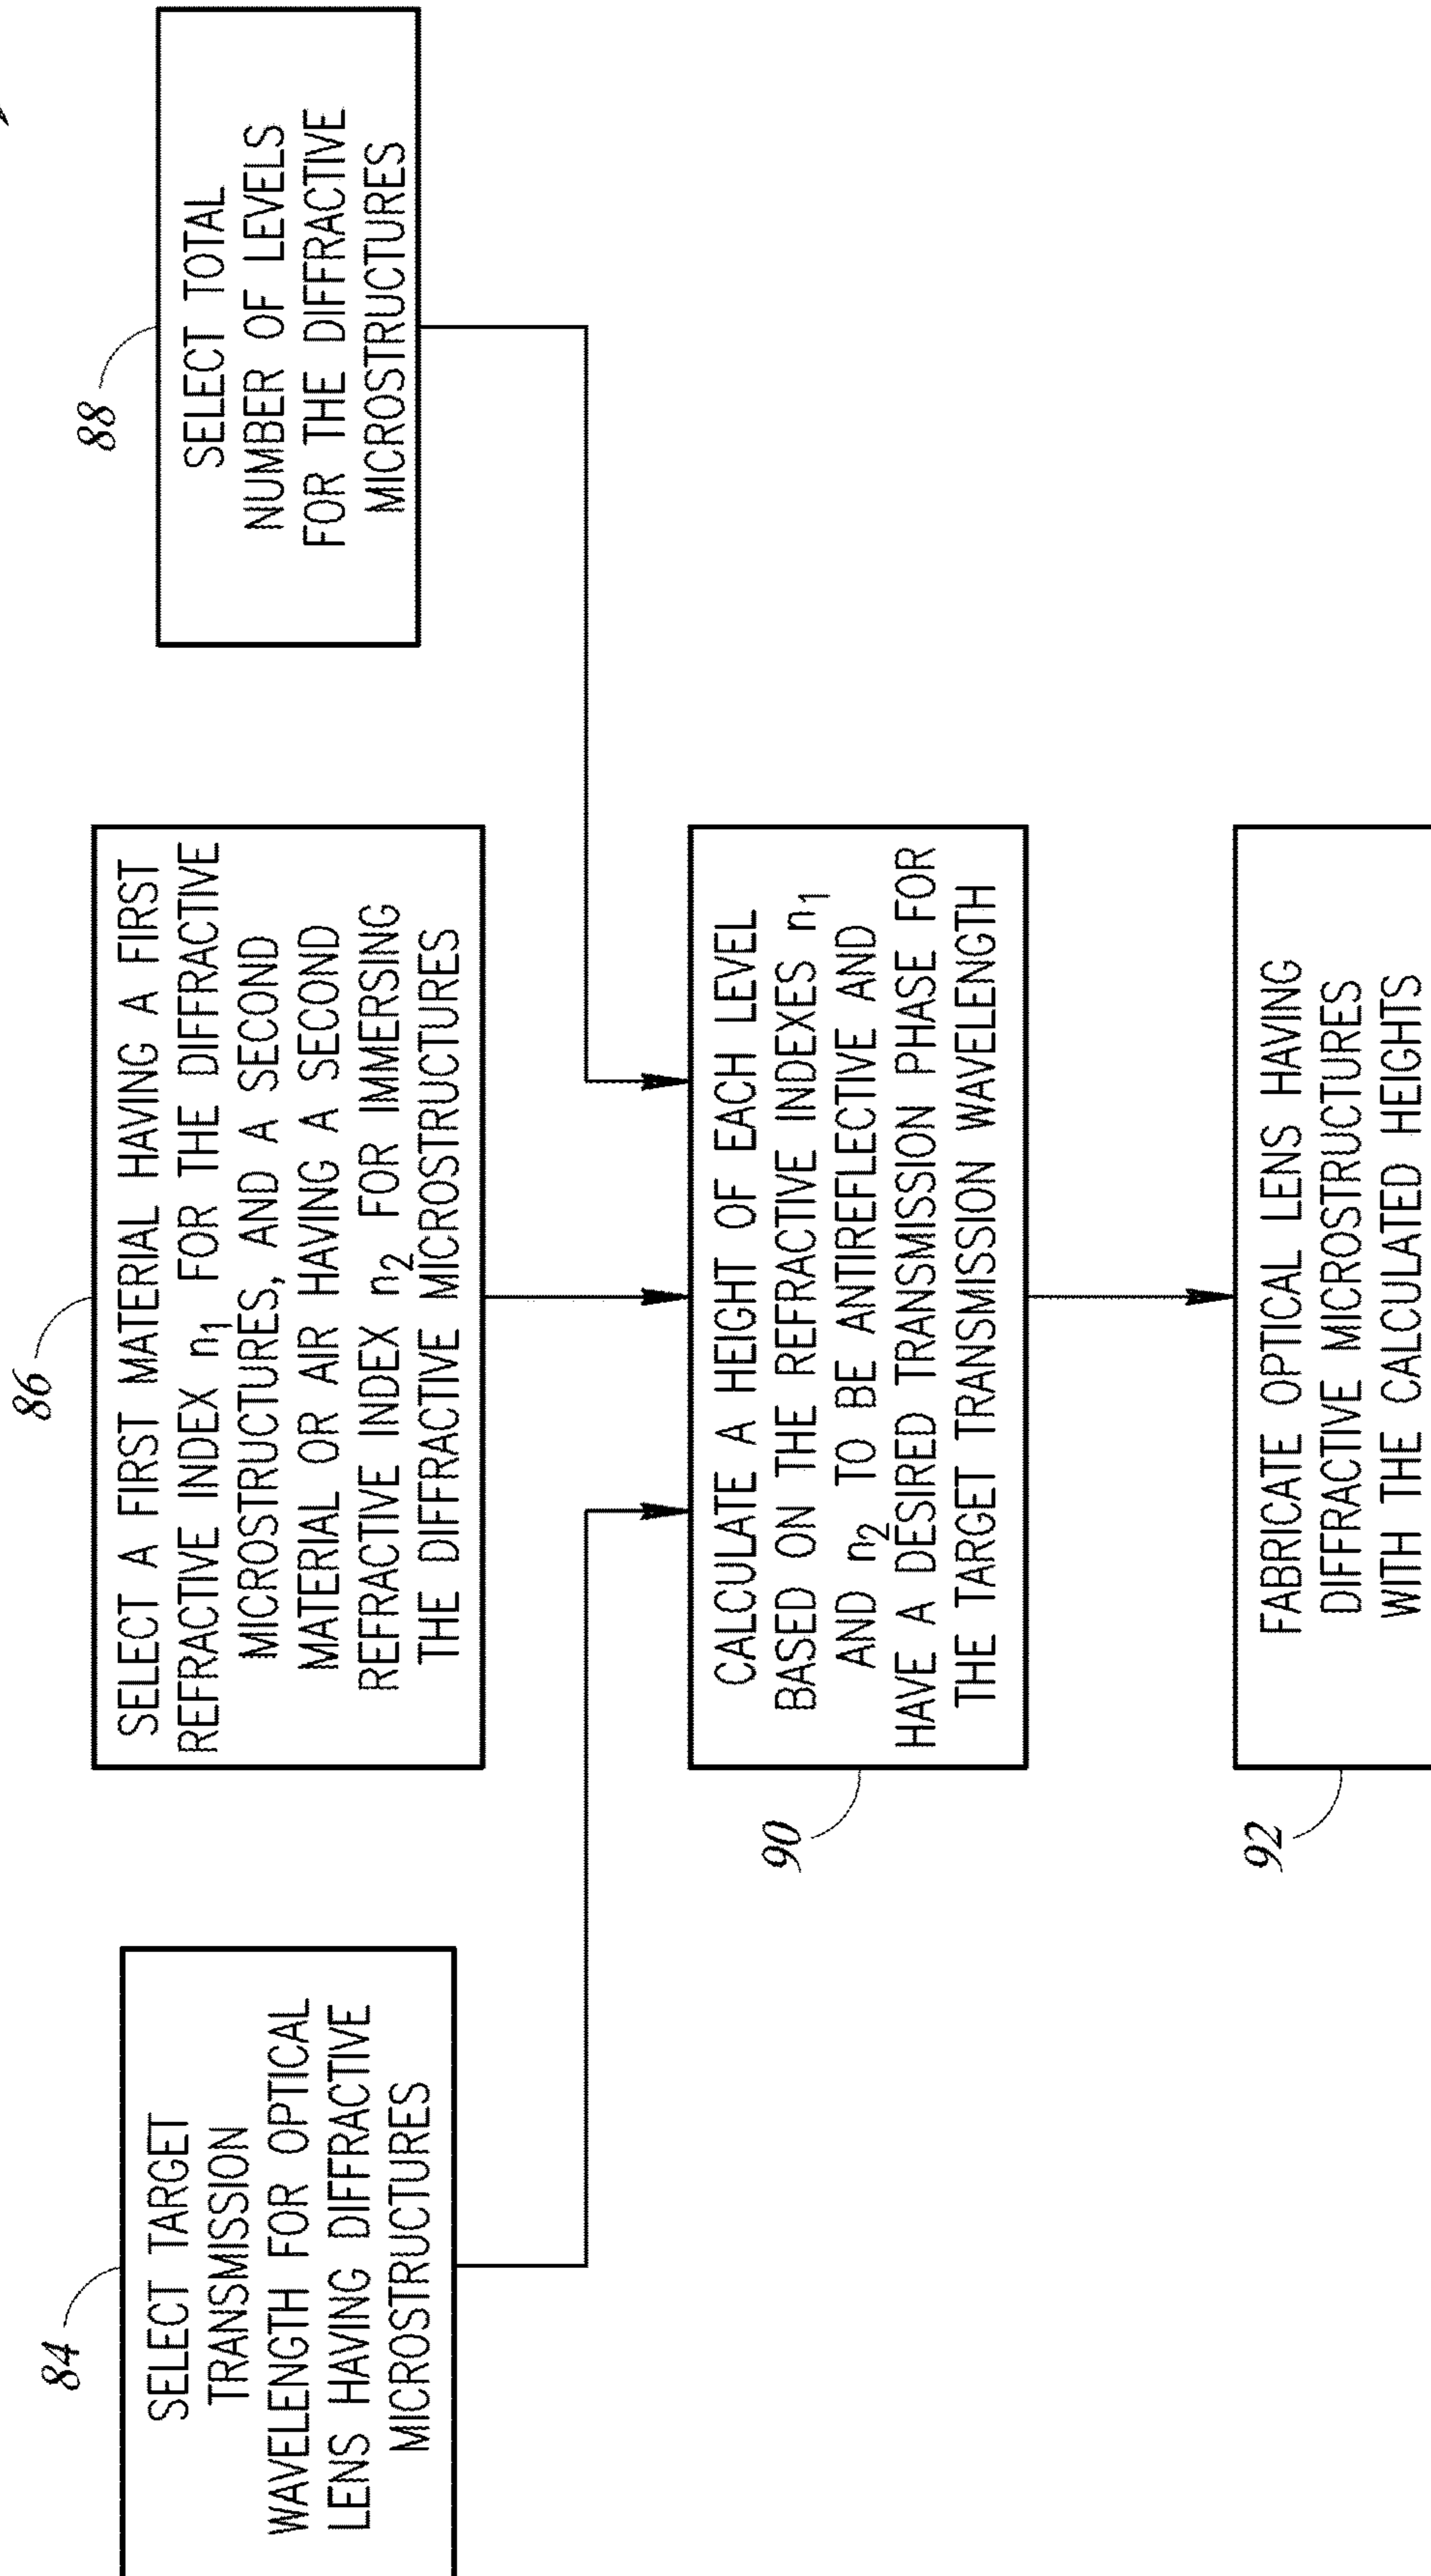 84
SELECT TARGET
TRANSMISSION
WAVELENGTH FOR OPTICAL
LENS HAVING DIFFRACTIVE
MICROSTRUCTURES
86
SELECT A FIRST MATERIAL HAVING A FIRST
REFRACTIVE INDEX n₁ FOR THE DIFFRACTIVE
MICROSTRUCTURES, AND A SECOND
MATERIAL OR AIR HAVING A SECOND
REFRACTIVE INDEX n₂ FOR IMMERSING
THE DIFFRACTIVE MICROSTRUCTURES
88
SELECT TOTAL
NUMBER OF LEVELS
FOR THE DIFFRACTIVE
MICROSTRUCTURES
90
CALCULATE A HEIGHT OF EACH LEVEL
BASED ON THE REFRACTIVE INDEXES n₁
AND n₂ TO BE ANTIREFLECTIVE AND
HAVE A DESIRED TRANSMISSION PHASE FOR
THE TARGET TRANSMISSION WAVELENGTH
92
FABRICATE OPTICAL LENS HAVING
DIFFRACTIVE MICROSTRUCTURES
WITH THE CALCULATED HEIGHTS